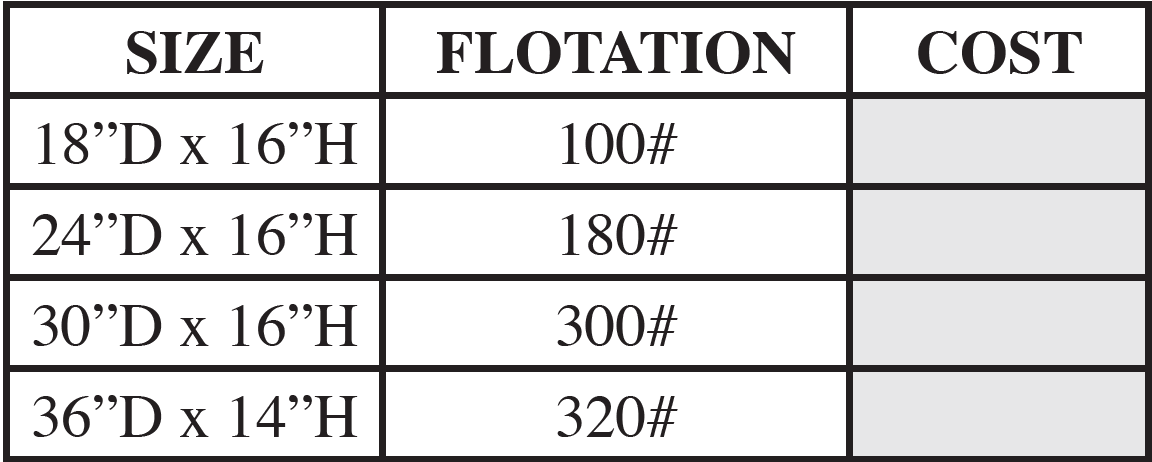 SIZE FLOTATION COST
18”D x 16”H 100#
24”D x 16”H 180#
30”D x 16”H 300#
36”D x 14”H 320#